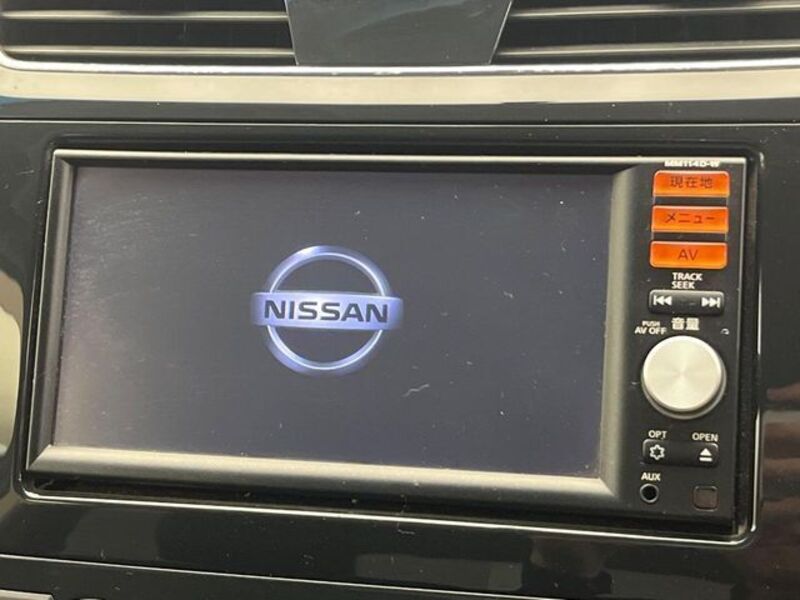 MM114D-W
現在地
メニュー
AV
TRACK
SEEK
PUSH
AV OFF
音量
NISSAN
OPT
OPEN
AUX